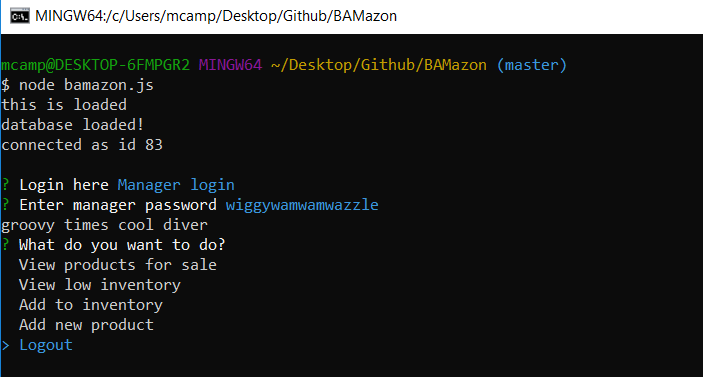 MINGW64:/c/Users/mcamp/Desktop/Github/BAMazon
mcamp@DESKTOP-6FMPGR2 MINGW64 ~/Desktop/Github/BAMazon (master)
$ node bamazon.js
this is loaded
database loaded!
connected as id 83
? Login here Manager login
? Enter manager password wiggywamwamwazzle
groovy times cool diver
? What do you want to do?
View products for sale
View low inventory
Add to inventory
Add new product
> Logout